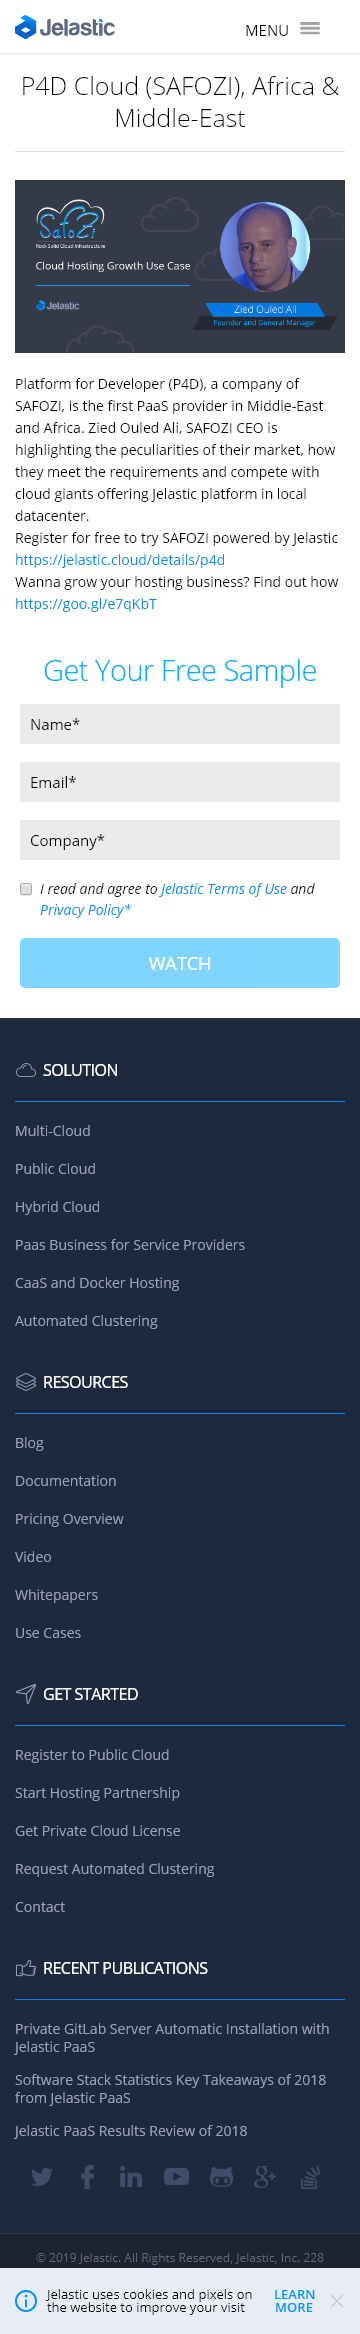 Jelastic
MENU
P4D Cloud (SAFOZI), Africa &
Middle-East
SafoZi
Rock Solid Cloud Infrastructure
Cloud Hosting Growth Use Case
Jelastic
Zied Ouled Ali
Founder and General Manager
Platform for Developer (P4D), a company of
SAFOZI, is the first PaaS provider in Middle-East
and Africa. Zied Ouled Ali, SAFOZI CEO is
highlighting the peculiarities of their market, how
they meet the requirements and compete with
cloud giants offering Jelastic platform in local
datacenter.
Register for free to try SAFOZI powered by Jelastic
https://jelastic.cloud/details/p4d
Wanna grow your hosting business? Find out how
https://goo.gl/e7qKbT
Get Your Free Sample
Name*
Email*
Company*
I read and agree to Jelastic Terms of Use and
Privacy Policy*
WATCH
SOLUTION
Multi-Cloud
Public Cloud
Hybrid Cloud
Paas Business for Service Providers
CaaS and Docker Hosting
Automated Clustering
RESOURCES
Blog
Documentation
Pricing Overview
Video
Whitepapers
Use Cases
GET STARTED
Register to Public Cloud
Start Hosting Partnership
Get Private Cloud License
Request Automated Clustering
Contact
RECENT PUBLICATIONS
Private GitLab Server Automatic Installation with
Jelastic PaaS
Software Stack Statistics Key Takeaways of 2018
from Jelastic PaaS
Jelastic PaaS Results Review of 2018
© 2019 Jelastic. All Rights Reserved, Jelastic, Inc. 228
Jelastic uses cookies and pixels on
the website to improve your visit
LEARN
MORE